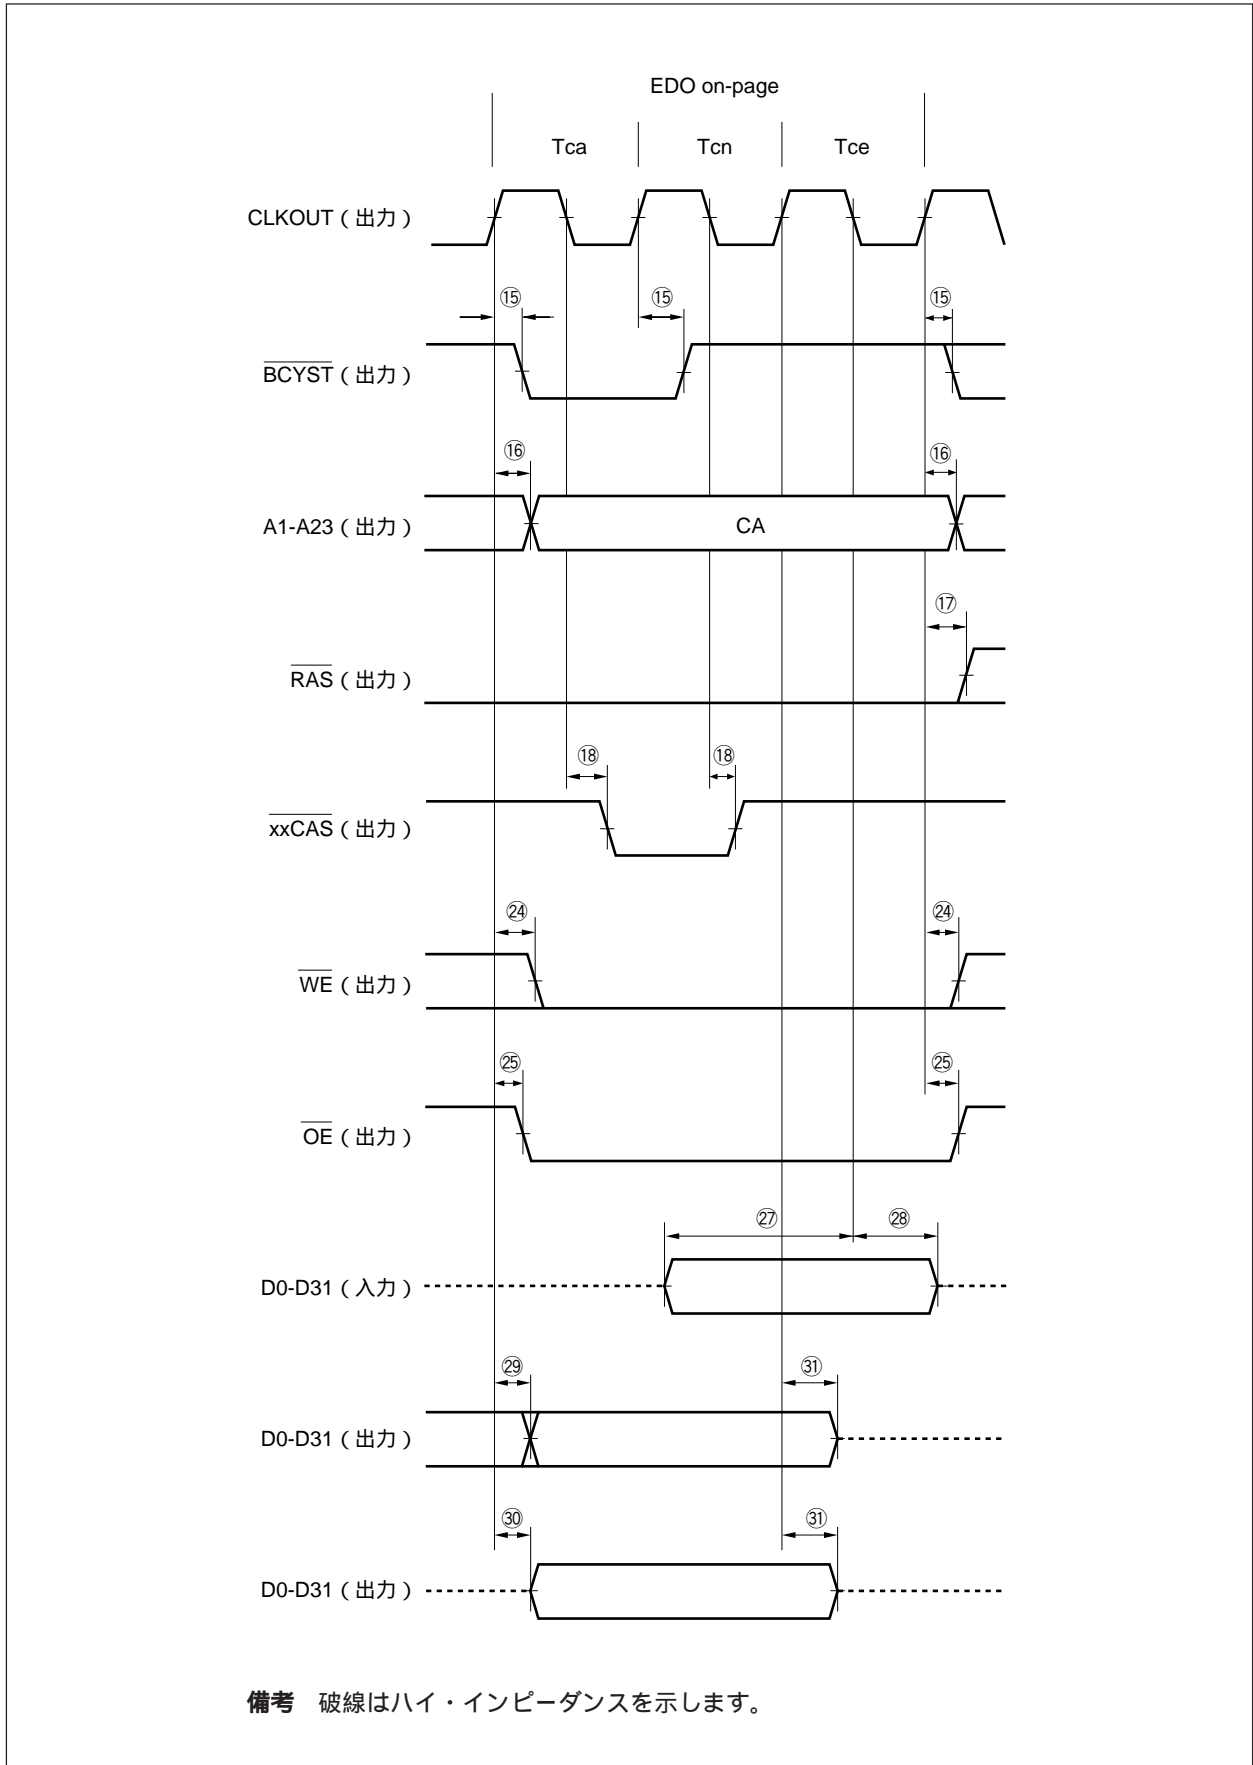 EDO on-page
Tca Tcn Tce
CLKOUT（出力）
⑮ ⑮ ⑮
BCYST（出力）
⑯ ⑯
A1-A23（出力） CA
⑰
RAS（出力）
⑱ ⑱
xxCAS（出力）
㉔ ㉔
WE（出力）
㉕ ㉕
OE（出力）
㉗ ㉘
D0-D31（入力）
㉙ ㉛
D0-D31（出力）
㉚ ㉛
D0-D31（出力）
備考 破線はハイ・インピーダンスを示します。